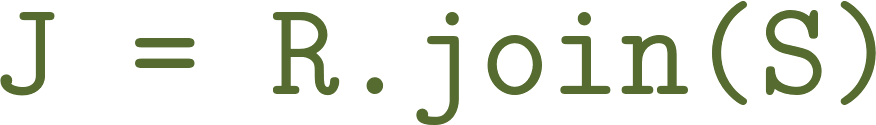 J = R.join(S)